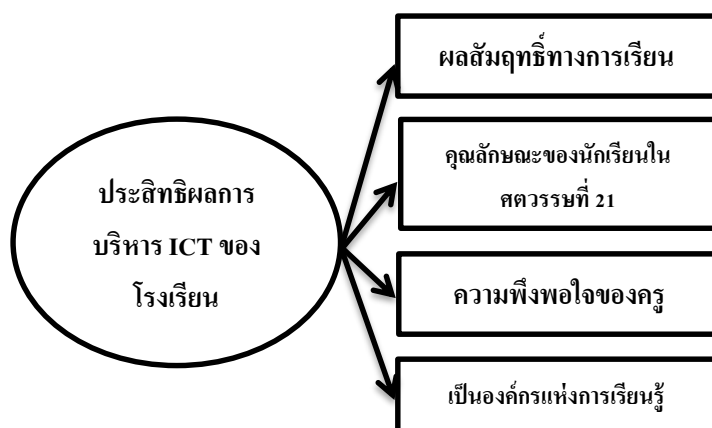 ผลสัมฤทธิ์ทางการเรียน
คุณลักษณะของนักเรียนใน
ศตวรรษที่ 21
ประสิทธิผลการ
บริหาร ICT ของ
โรงเรียน
ความพึงพอใจของครู
เป็นองค์กรแห่งการเรียนรู้